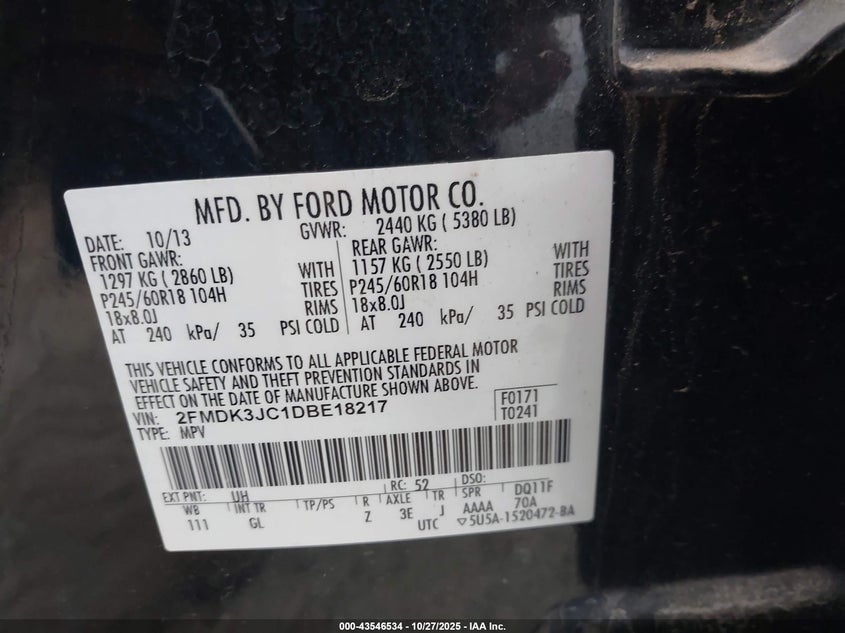 MFD. BY FORD MOTOR CO.
DATE: 10/13 GVWR: 2440 KG ( 5380 LB)
FRONT GAWR: REAR GAWR:
1297 KG ( 2860 LB) WITH 1157 KG ( 2550 LB) WITH
P245/60R18 104H TIRES P245/60R18 104H TIRES
18x8.0J RIMS 18x8.0J RIMS
AT 240 kPa/ 35 PSI COLD AT 240 kPa/ 35 PSI COLD
THIS VEHICLE CONFORMS TO ALL APPLICABLE FEDERAL MOTOR
VEHICLE SAFETY AND THEFT PREVENTION STANDARDS IN
EFFECT ON THE DATE OF MANUFACTURE SHOWN ABOVE.
VIN: 2FMDK3JC1DBE18217 F0171
TYPE: MPV T0241
EXT PNT: UH RC: 52 DSO:
WB INT TR TP/PS R AXLE TR SPR DQ11F
111 GL Z 3E J AAAA 70A
UTC ▽5U5A-1520472-BA
000-43546534 | 10/27/2025 - IAA Inc.